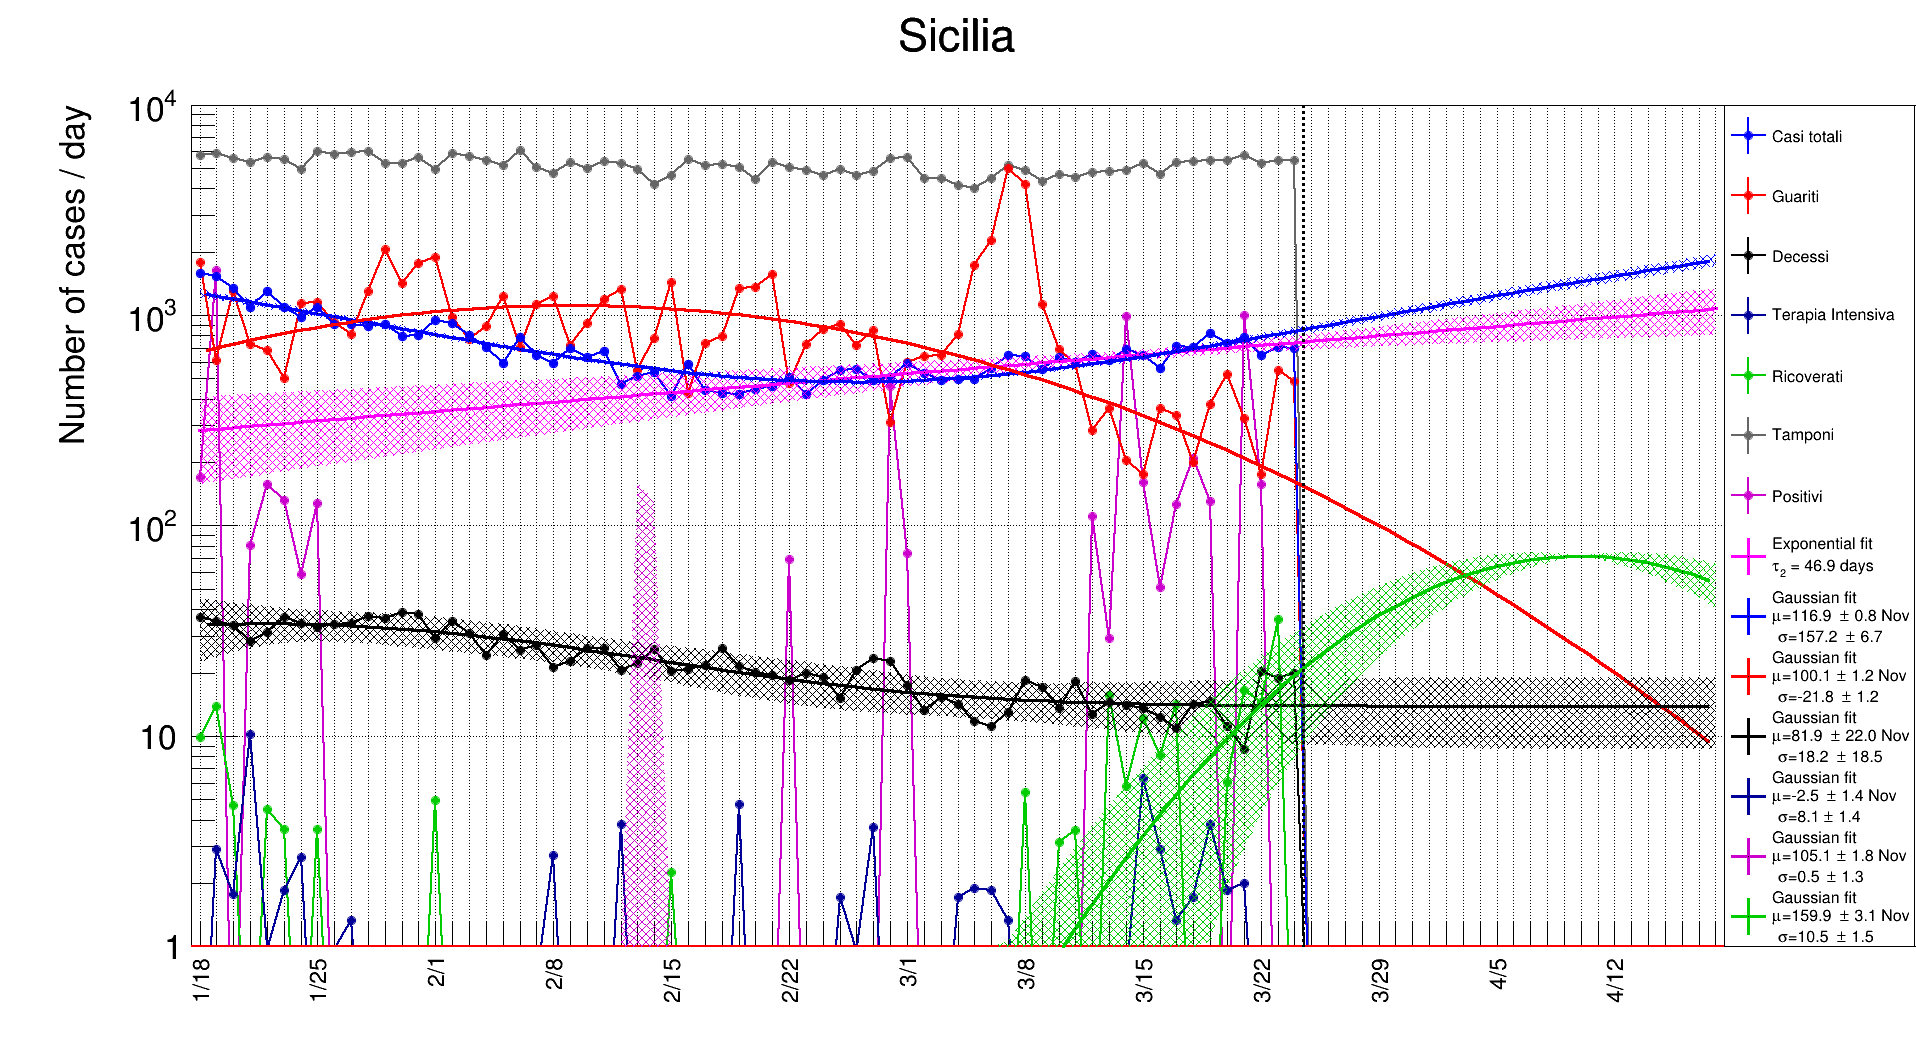 Sicilia
Number of cases / day
10⁴
10³
10²
10
1
1/18
1/25
2/1
2/8
2/15
2/22
3/1
3/8
3/15
3/22
3/29
4/5
4/12
Casi totali
Guariti
Decessi
Terapia Intensiva
Ricoverati
Tamponi
Positivi
Exponential fit
τ₂ = 46.9 days
Gaussian fit
μ=116.9 ± 0.8 Nov
σ=157.2 ± 6.7
Gaussian fit
μ=100.1 ± 1.2 Nov
σ=-21.8 ± 1.2
Gaussian fit
μ=81.9 ± 22.0 Nov
σ=18.2 ± 18.5
Gaussian fit
μ=-2.5 ± 1.4 Nov
σ=8.1 ± 1.4
Gaussian fit
μ=105.1 ± 1.8 Nov
σ=0.5 ± 1.3
Gaussian fit
μ=159.9 ± 3.1 Nov
σ=10.5 ± 1.5